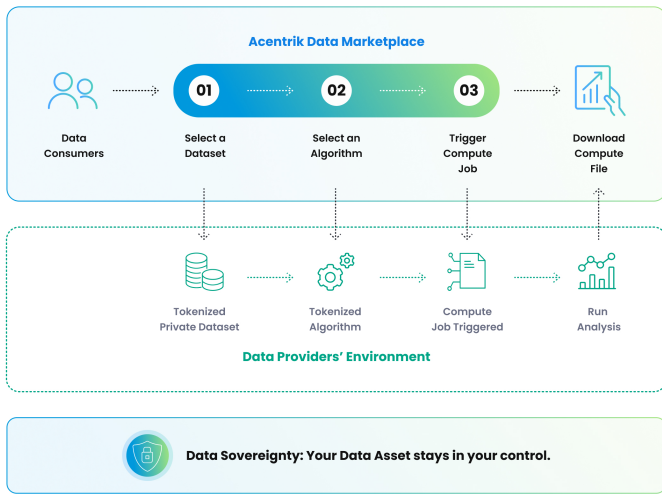 Acentrik Data Marketplace
01
02
03
Data
Consumers
Select a
Dataset
Select an
Algorithm
Trigger
Compute
Job
Download
Compute
File
Tokenized
Private Dataset
Tokenized
Algorithm
Compute
Job Triggered
Run
Analysis
Data Providers’ Environment
Data Sovereignty: Your Data Asset stays in your control.